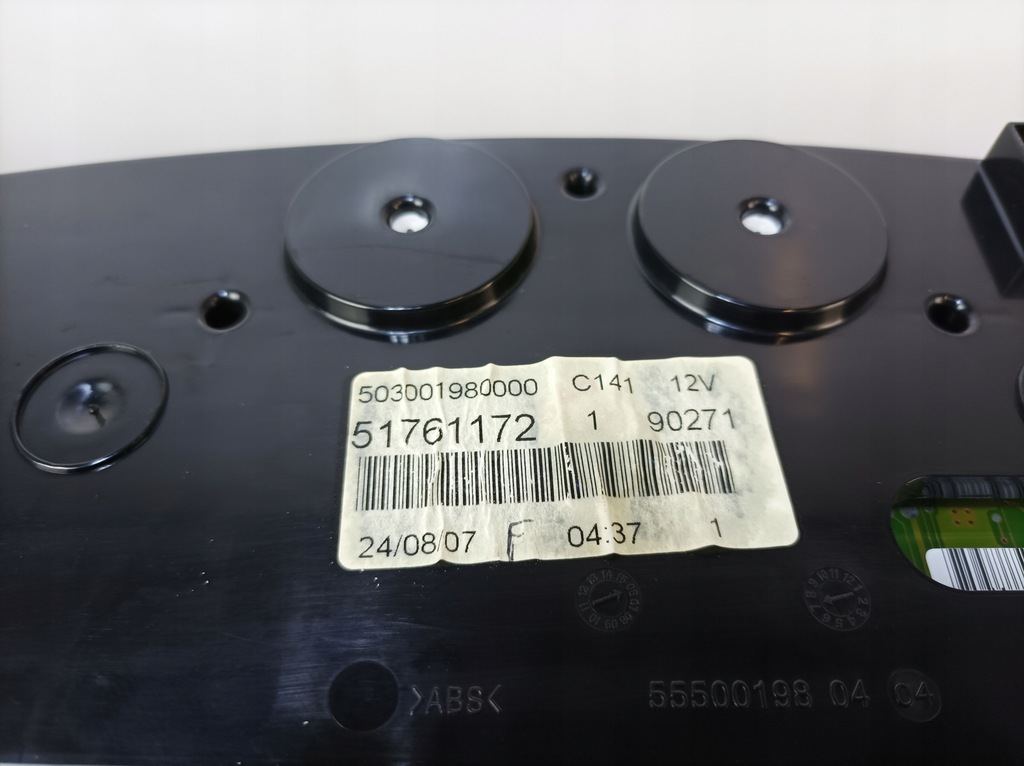 503001980000 C141 12V
51761172 1 90271
24/08/07 F 04:37 1
>ABS<
55500198 04 04